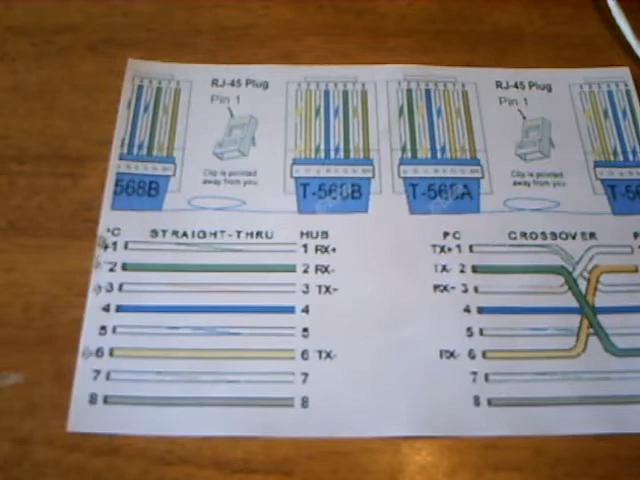 RJ-45 Plug
Pin 1
Clip is pointed
away from you.
568B
T-568B
RJ-45 Plug
Pin 1
Clip is pointed
away from you.
T-568A
T-56
PC STRAIGHT-THRU HUB
1 1 RX+
2 2 RX-
3 3 TX-
4 4
5 5
6 6 TX-
7 7
8 8
PC CROSSOVER P
TX+ 1
TX- 2
RX- 3
4
5
RX- 6
7
8